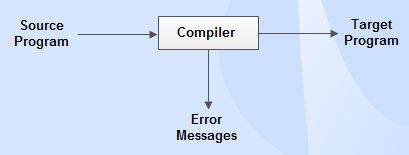 Source
Program
Compiler
Target
Program
Error
Messages